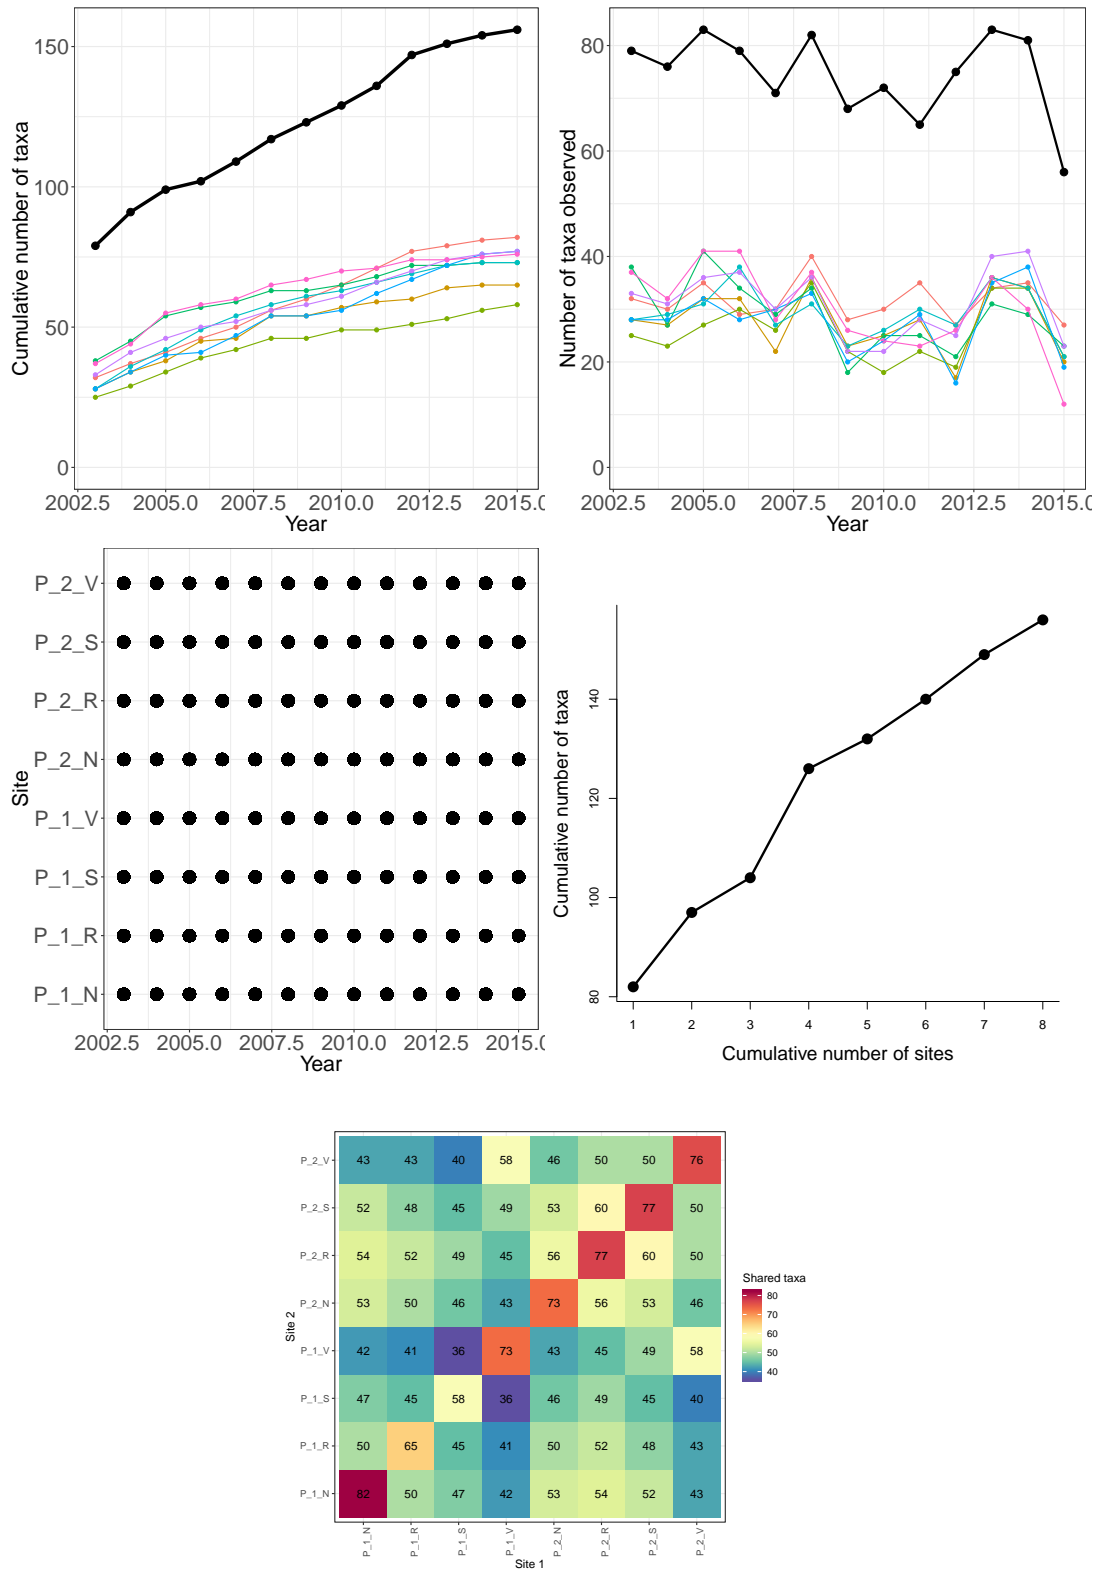 Cumulative number of taxa
150
100
50
0
2002.5 2005.0 2007.5 2010.0 2012.5 2015.0
Year
Number of taxa observed
80
60
40
20
0
2002.5 2005.0 2007.5 2010.0 2012.5 2015.0
Year
Site
P_2_V
P_2_S
P_2_R
P_2_N
P_1_V
P_1_S
P_1_R
P_1_N
2002.5 2005.0 2007.5 2010.0 2012.5 2015.0
Year
Cumulative number of taxa
140
120
100
80
1 2 3 4 5 6 7 8
Cumulative number of sites
Site 2
P_2_V 43 43 40 58 46 50 50 76
P_2_S 52 48 45 49 53 60 77 50
P_2_R 54 52 49 45 56 77 60 50
P_2_N 53 50 46 43 73 56 53 46
P_1_V 42 41 36 73 43 45 49 58
P_1_S 47 45 58 36 46 49 45 40
P_1_R 50 65 45 41 50 52 48 43
P_1_N 82 50 47 42 53 54 52 43
P_1_N P_1_R P_1_S P_1_V P_2_N P_2_R P_2_S P_2_V
Site 1
Shared taxa
80
70
60
50
40